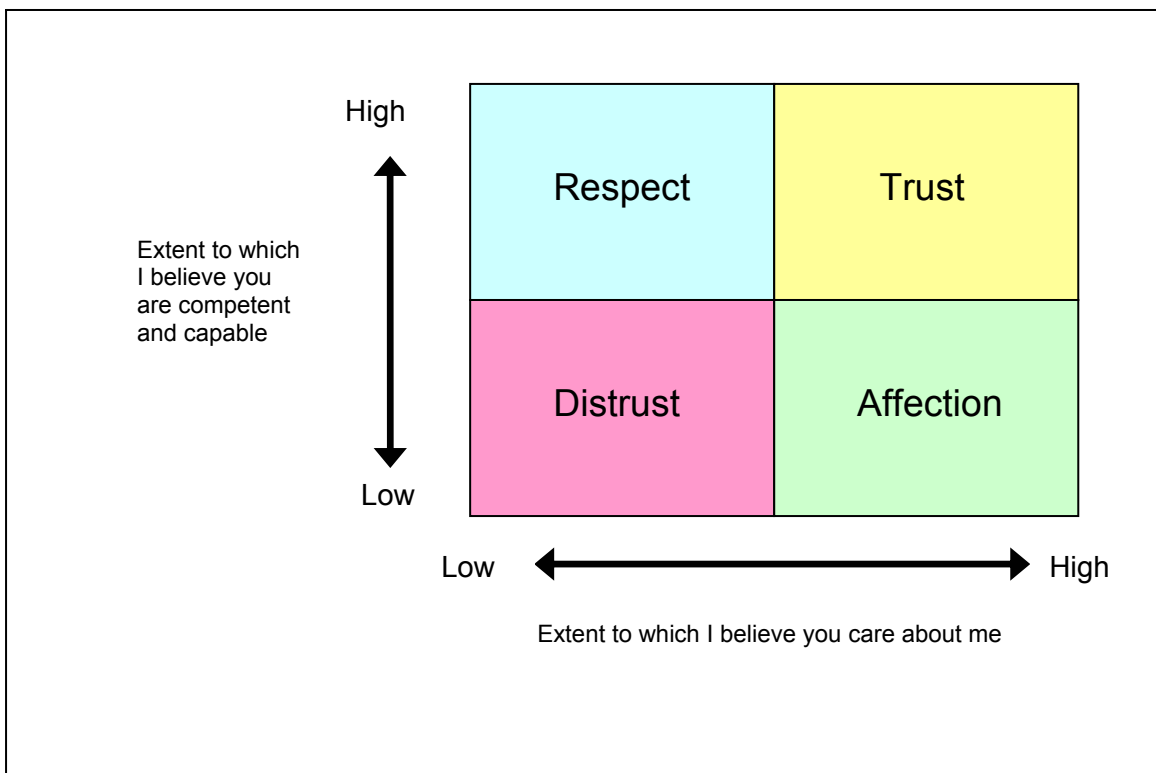 High
Respect
Trust
Extent to which
I believe you
are competent
and capable
Distrust
Affection
Low
Low
High
Extent to which I believe you care about me